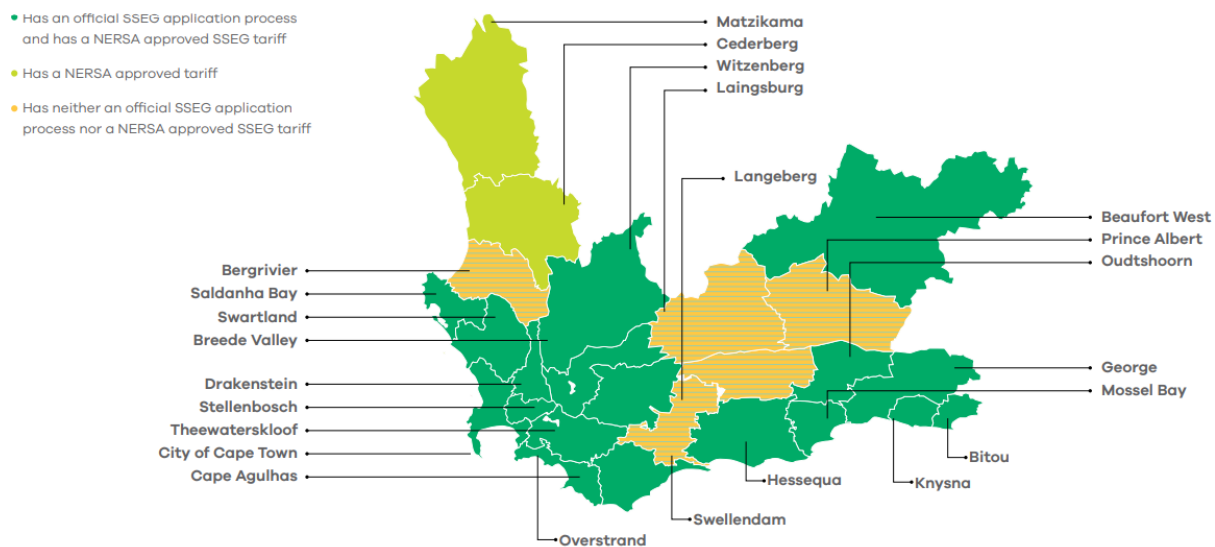 Has an official SSEG application process
and has a NERSA approved SSEG tariff
Has a NERSA approved tariff
Has neither an official SSEG application
process nor a NERSA approved SSEG tariff
Matzikama
Cederberg
Witzenberg
Laingsburg
Langeberg
Beaufort West
Prince Albert
Oudtshoorn
Bergrivier
Saldanha Bay
Swartland
Breede Valley
Drakenstein
Stellenbosch
Theewaterskloof
City of Cape Town
Cape Agulhas
George
Mossel Bay
Bitou
Knysna
Hessequa
Swellendam
Overstrand